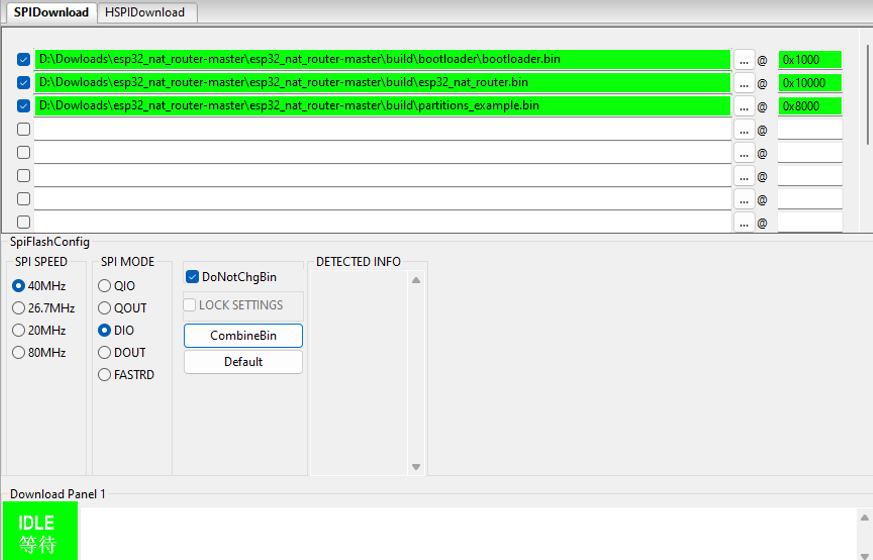 SPIDownload HSPIDownload
D:\Dowloads\esp32_nat_router-master\esp32_nat_router-master\build\bootloader\bootloader.bin ... @ 0x1000
D:\Dowloads\esp32_nat_router-master\esp32_nat_router-master\build\esp32_nat_router.bin ... @ 0x10000
D:\Dowloads\esp32_nat_router-master\esp32_nat_router-master\build\partitions_example.bin ... @ 0x8000
... @
... @
... @
... @
... @
SpiFlashConfig
SPI SPEED
40MHz
26.7MHz
20MHz
80MHz
SPI MODE
QIO
QOUT
DIO
DOUT
FASTRD
DoNotChgBin
LOCK SETTINGS
CombineBin
Default
DETECTED INFO
Download Panel 1
IDLE
等待